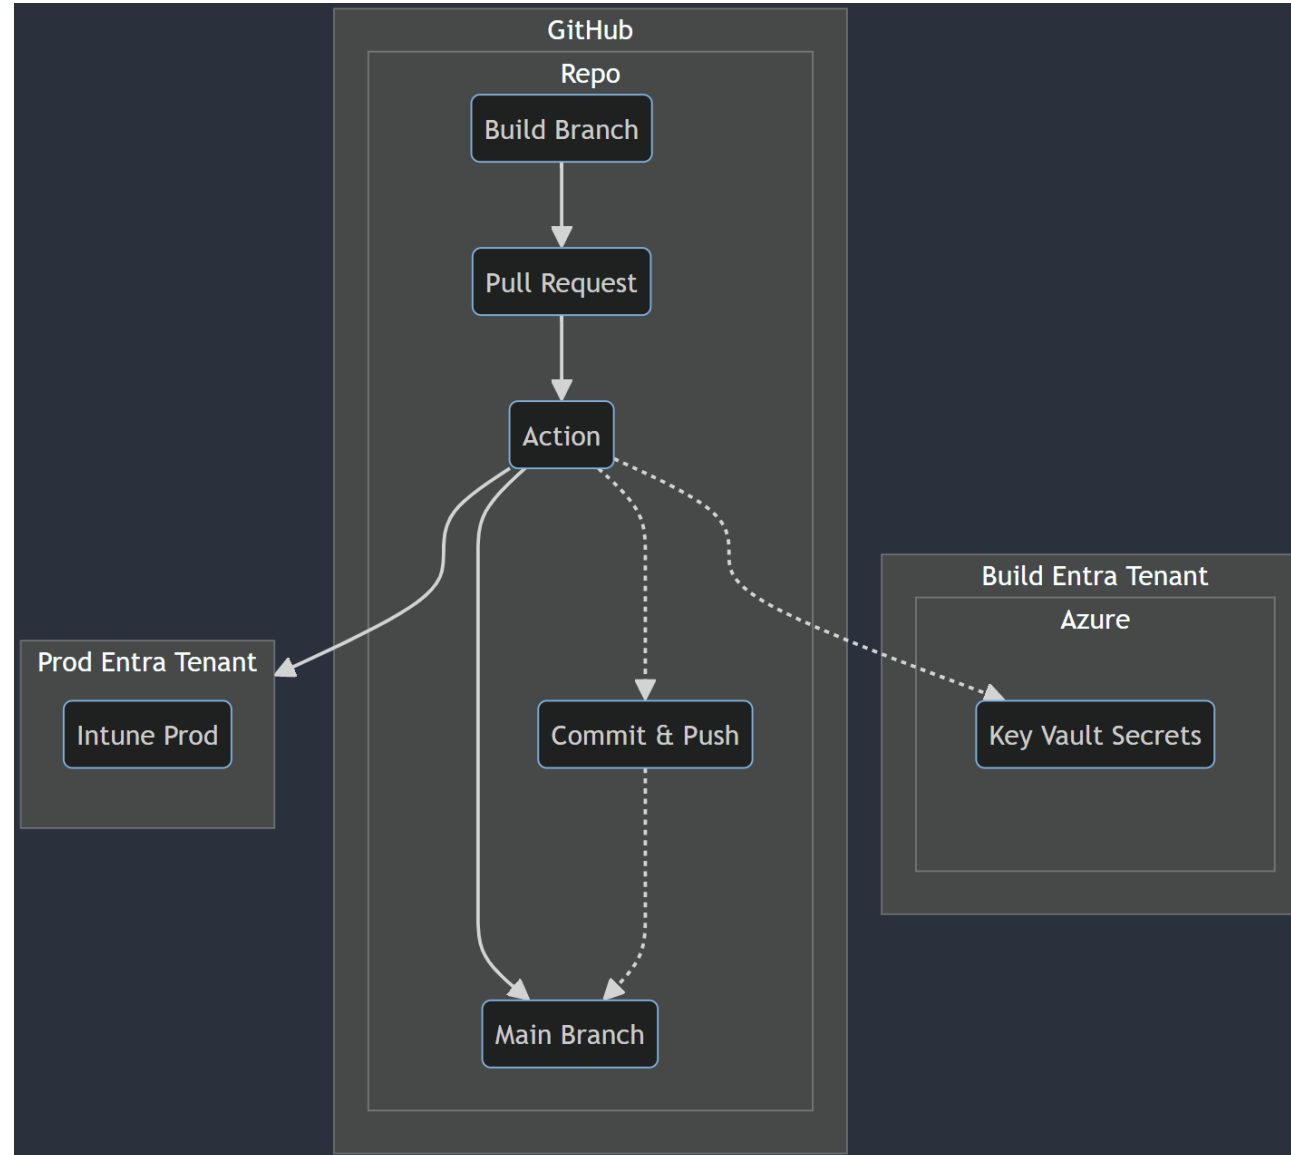 GitHub
Repo
Build Branch
Pull Request
Action
Build Entra Tenant
Azure
Prod Entra Tenant
Intune Prod
Commit & Push
Key Vault Secrets
Main Branch